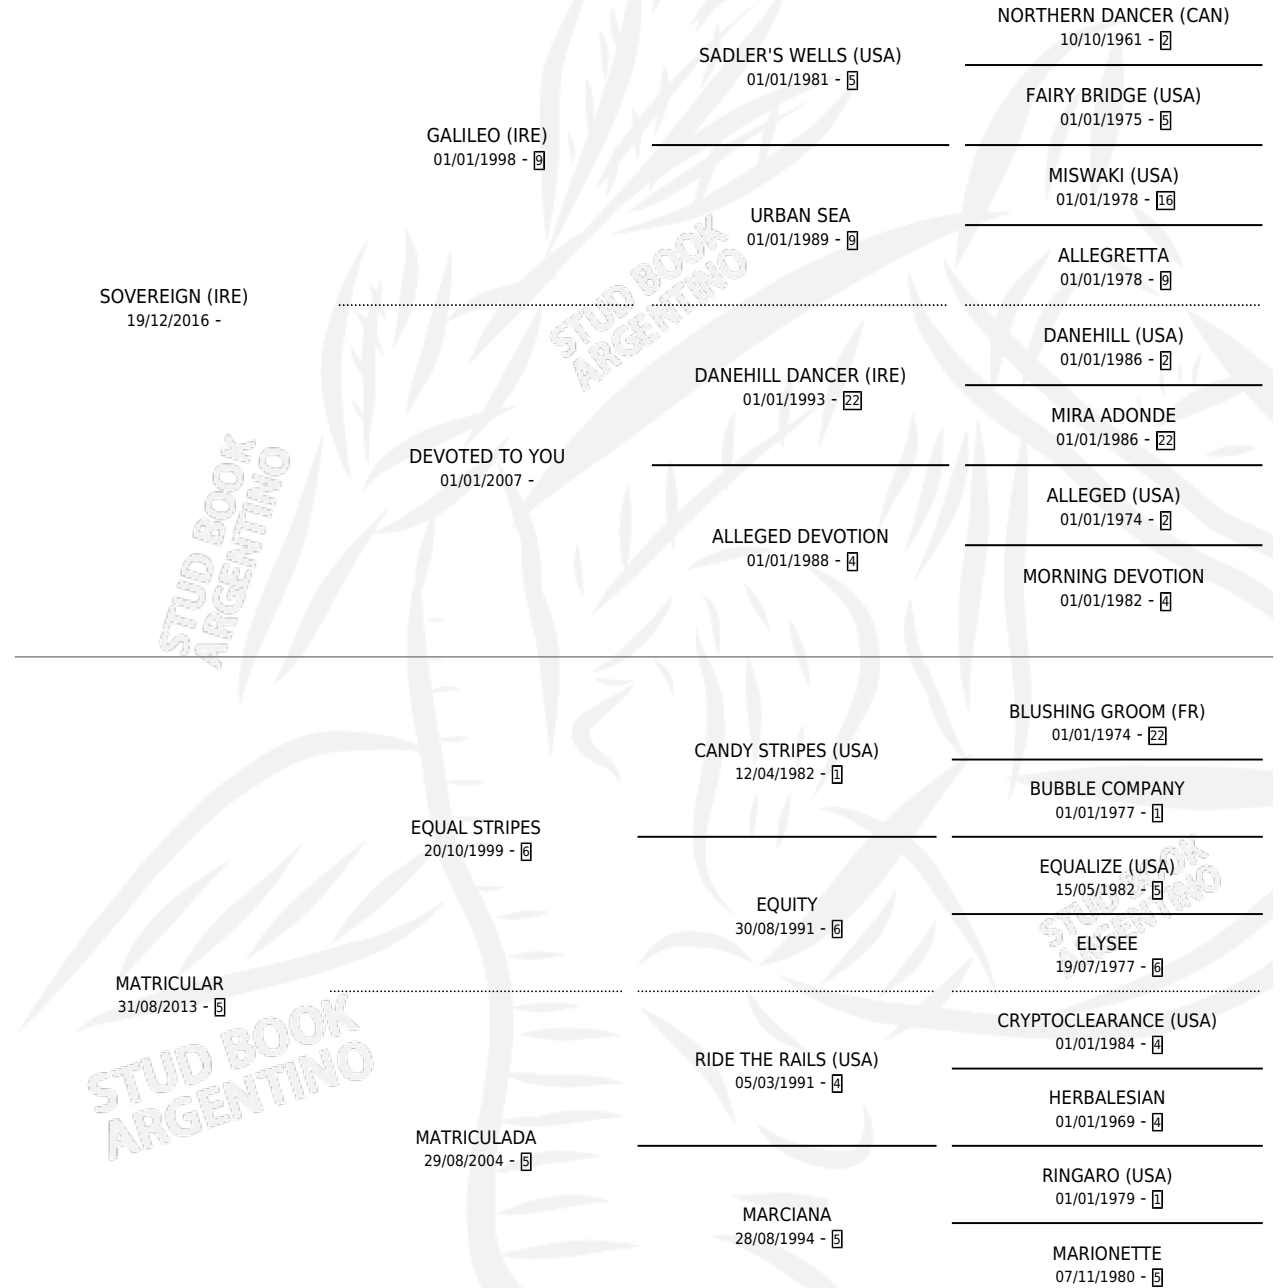 NORTHERN DANCER (CAN)
10/10/1961 - 2
SADLER'S WELLS (USA)
01/01/1981 - 5
FAIRY BRIDGE (USA)
01/01/1975 - 5
GALILEO (IRE)
01/01/1998 - 9
MISWAKI (USA)
01/01/1978 - 16
URBAN SEA
01/01/1989 - 9
ALLEGRETTA
01/01/1978 - 9
SOVEREIGN (IRE)
19/12/2016 -
DANEHILL (USA)
01/01/1986 - 2
DANEHILL DANCER (IRE)
01/01/1993 - 22
MIRA ADONDE
01/01/1986 - 22
DEVOTED TO YOU
01/01/2007 -
ALLEGED (USA)
01/01/1974 - 2
ALLEGED DEVOTION
01/01/1988 - 4
MORNING DEVOTION
01/01/1982 - 4
BLUSHING GROOM (FR)
01/01/1974 - 22
CANDY STRIPES (USA)
12/04/1982 - 1
BUBBLE COMPANY
01/01/1977 - 1
EQUAL STRIPES
20/10/1999 - 6
EQUALIZE (USA)
15/05/1982 - 5
EQUITY
30/08/1991 - 6
ELYSEE
19/07/1977 - 6
MATRICULAR
31/08/2013 - 5
CRYPTOCLEARANCE (USA)
01/01/1984 - 4
RIDE THE RAILS (USA)
05/03/1991 - 4
HERBALESIAN
01/01/1969 - 4
MATRICULADA
29/08/2004 - 5
RINGARO (USA)
01/01/1979 - 1
MARCIANA
28/08/1994 - 5
MARIONETTE
07/11/1980 - 5
STUD BOOK
ARGENTINO
STUD BOOK
ARGENTINO
STUD BOOK
ARGENTINO
STUD BOOK
ARGENTINO